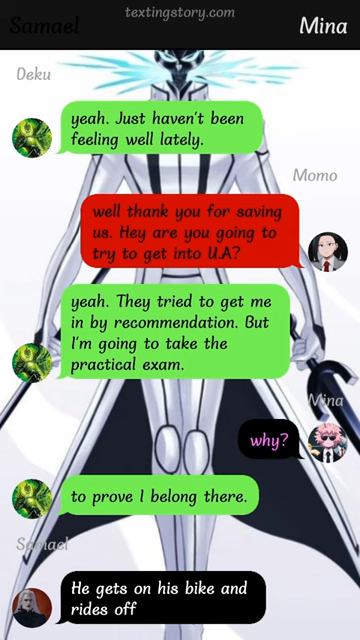 textingstory.com
Samael
Mina
Deku
yeah. Just haven't been
feeling well lately.
Momo
well thank you for saving
us. Hey are you going to
try to get into U.A?
yeah. They tried to get me
in by recommendation. But
I'm going to take the
practical exam.
Mina
why?
to prove I belong there.
Samael
He gets on his bike and
rides off